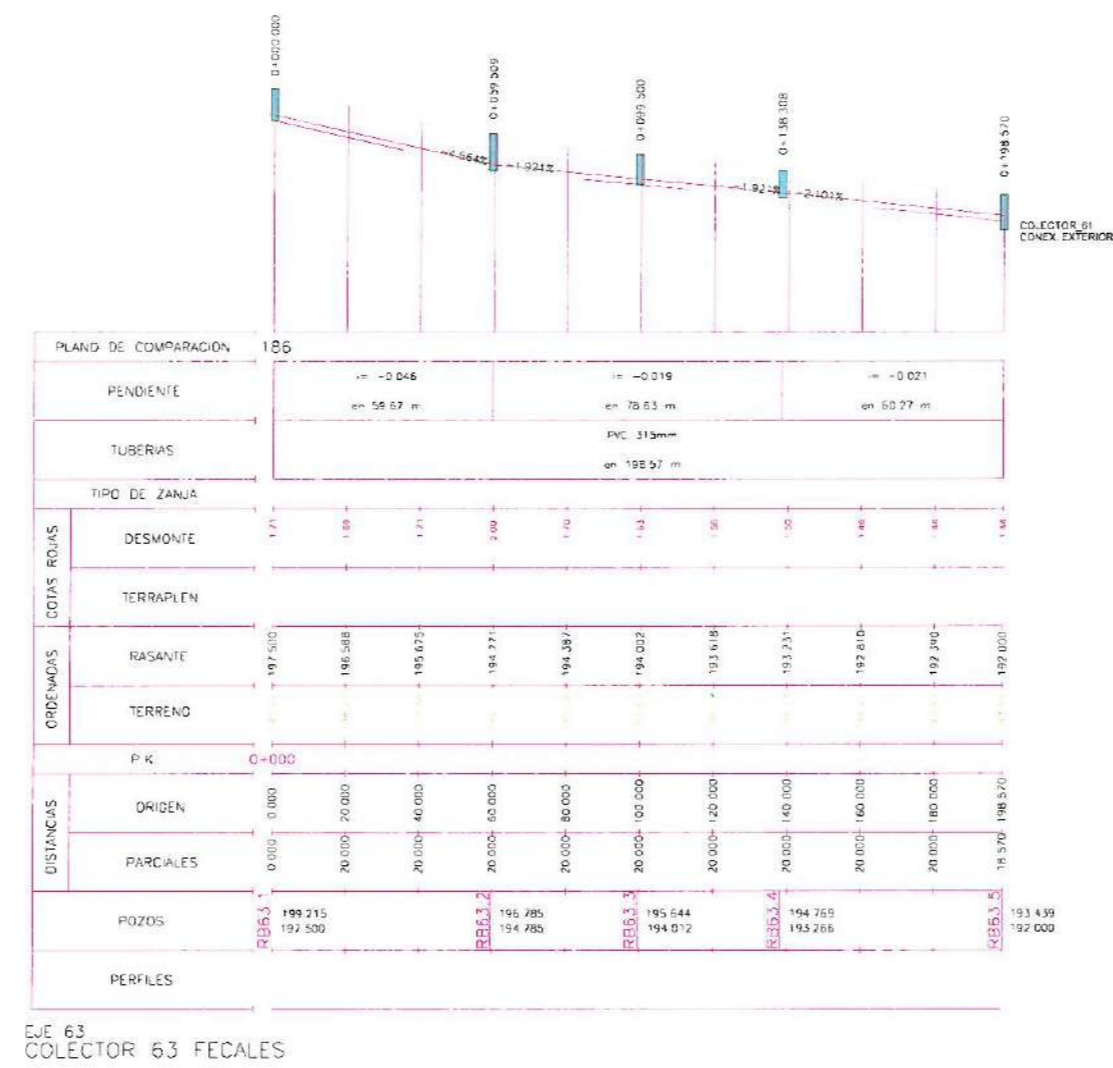 0+000.000
0+059.509
0+099.500
0+138.308
0+198.570
-4.564%
-1.921%
-1.921%
-2.101%
COLECTOR_61
CONEX. EXTERIOR
PLANO DE COMPARACION 186
PENDIENTE
i= -0.046
en 59.67 m
i= -0.019
en 78.63 m
i= -0.021
en 60.27 m
TUBERIAS
PVC 315mm
en 198.57 m
TIPO DE ZANJA
COTAS ROJAS
DESMONTE 1.71 1.71 2.00 1.70 1.63 1.50 1.46 1.44 1.44
TERRAPLEN
ORDENADAS
RASANTE 197.500 196.588 195.675 194.771 194.387 194.002 193.618 193.231 192.810 192.390 192.000
TERRENO
P.K. 0+000
DISTANCIAS
ORIGEN 0.000 20.000 40.000 60.000 80.000 100.000 120.000 140.000 160.000 180.000 198.570
PARCIALES 0.000 20.000 20.000 20.000 20.000 20.000 20.000 20.000 20.000 20.000 18.570
POZOS
RB63.1 199.215
197.500
RB63.2 196.785
194.785
RB63.3 195.644
194.012
RB63.4 194.769
193.266
RB63.5 193.439
192.000
PERFILES
EJE 63
COLECTOR 63 FECALES